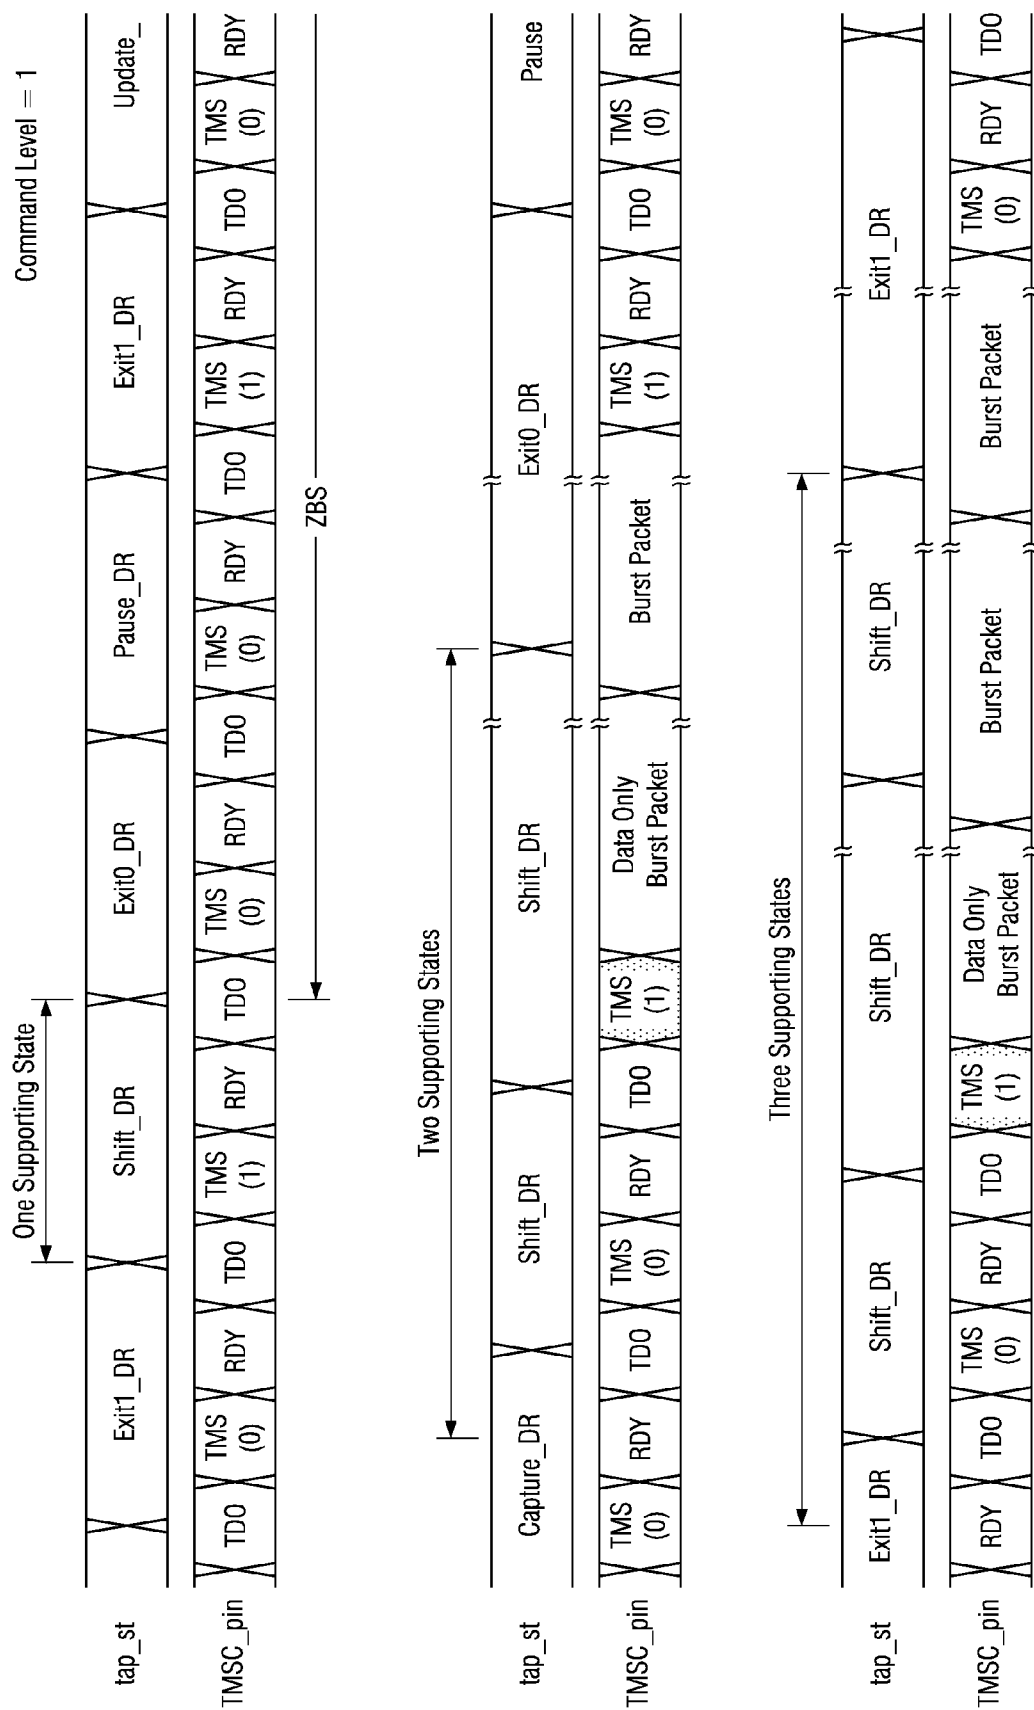 Command Level = 1
One Supporting State
tap_st
Exit1_DR
Shift_DR
Exit0_DR
Pause_DR
Exit1_DR
Update_
TMSC_pin
TDO
TMS
(0)
RDY
TDO
TMS
(1)
RDY
TDO
TMS
(0)
RDY
TDO
TMS
(0)
RDY
TDO
TMS
(1)
RDY
TDO
TMS
(0)
RDY
ZBS
Two Supporting States
tap_st
Capture_DR
Shift_DR
Shift_DR
Exit0_DR
Pause
TMSC_pin
TMS
(0)
RDY
TDO
TMS
(0)
RDY
TDO
TMS
(1)
Data Only
Burst Packet
Burst Packet
TMS
(1)
RDY
TDO
TMS
(0)
RDY
Three Supporting States
tap_st
Exit1_DR
Shift_DR
Shift_DR
Shift_DR
Exit1_DR
TMSC_pin
RDY
TDO
TMS
(0)
RDY
TDO
TMS
(1)
Data Only
Burst Packet
Burst Packet
Burst Packet
TMS
(0)
RDY
TDO